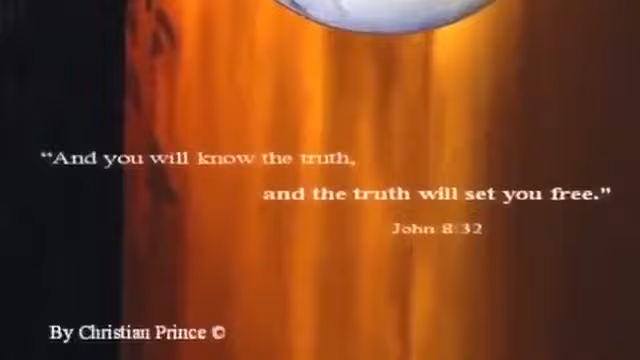 “And you will know the truth,
and the truth will set you free.”
John 8:32
By Christian Prince ©